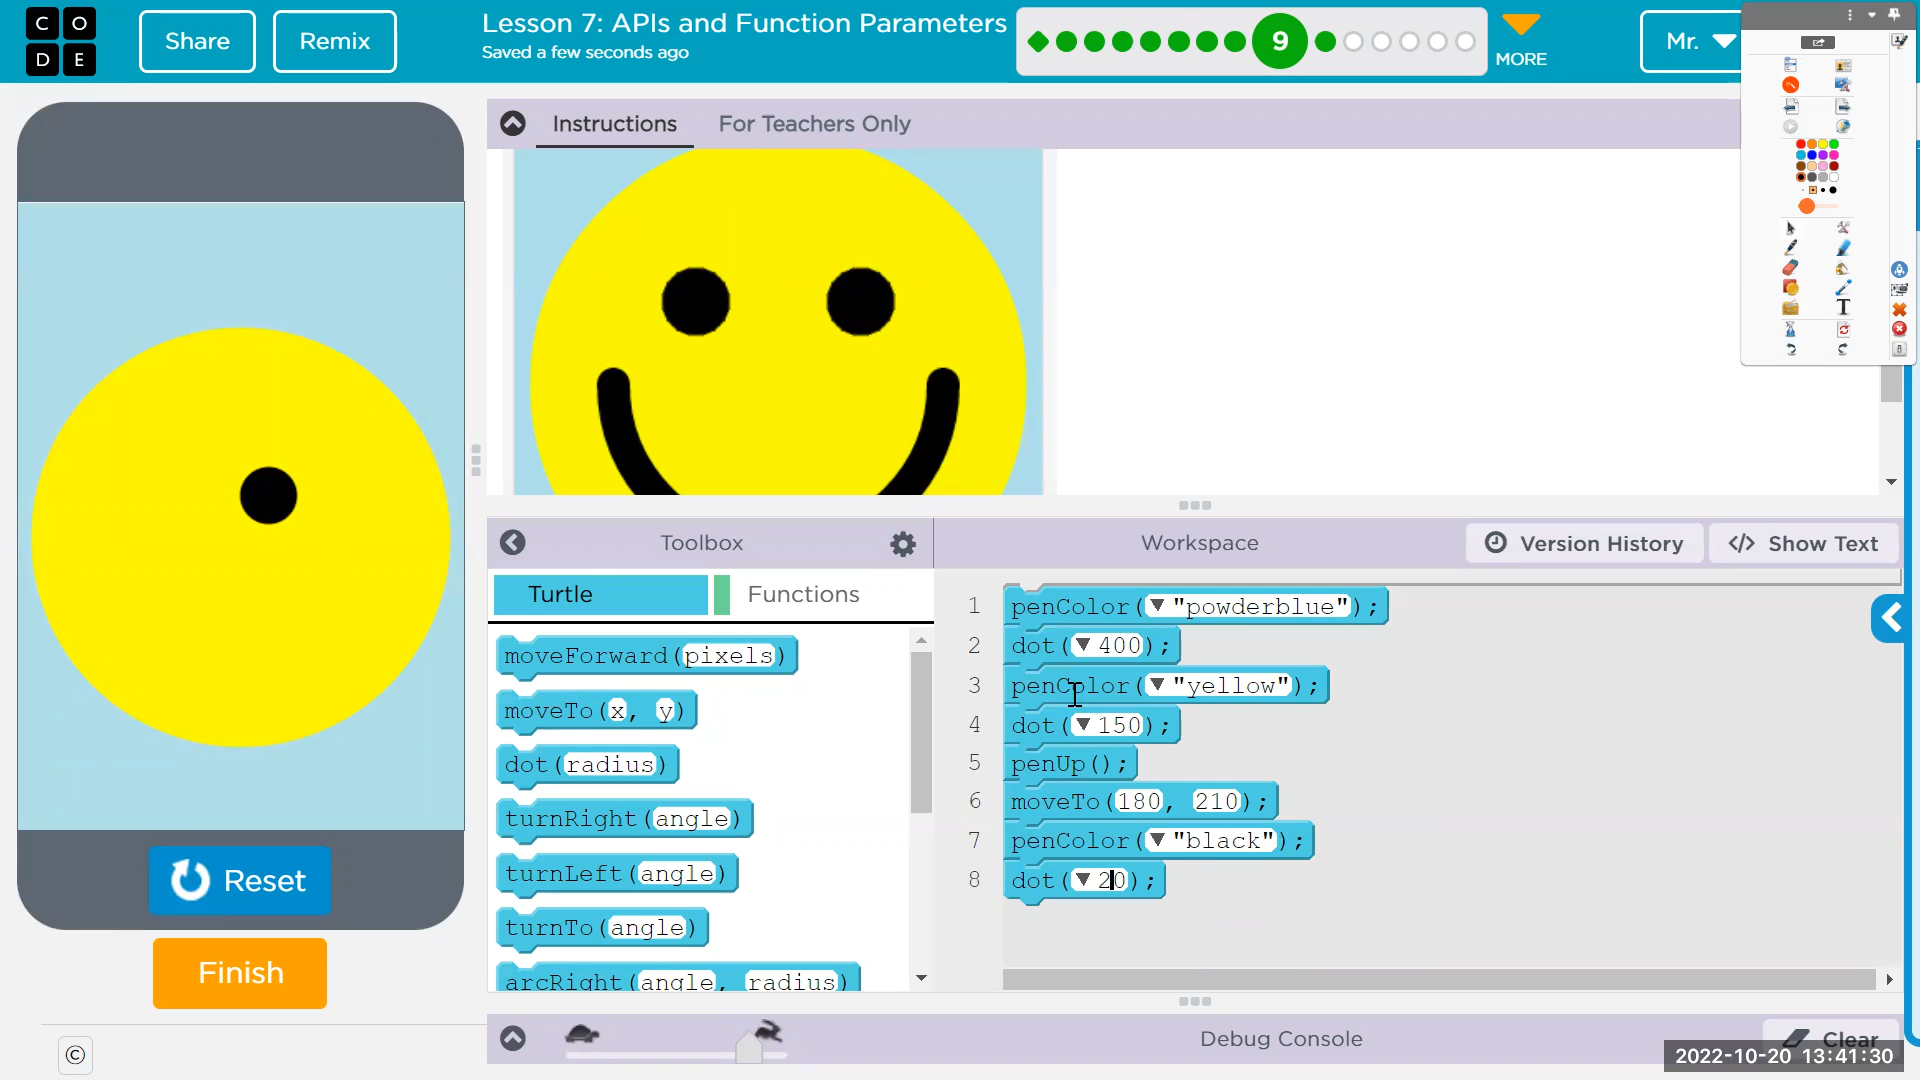 C O
D E
Share
Remix
Lesson 7: APIs and Function Parameters
Saved a few seconds ago
9
MORE
Mr.
Instructions
For Teachers Only
Toolbox
Workspace
Version History
</> Show Text
Turtle
Functions
moveForward(pixels)
moveTo(x, y)
dot(radius)
turnRight(angle)
turnLeft(angle)
turnTo(angle)
arcRight(angle, radius)
1 penColor(▼"powderblue");
2 dot(▼400);
3 penColor(▼"yellow");
4 dot(▼150);
5 penUp();
6 moveTo(180, 210);
7 penColor(▼"black");
8 dot(▼20);
Reset
Finish
©
Debug Console
Clear
2022-10-20 13:41:30
T